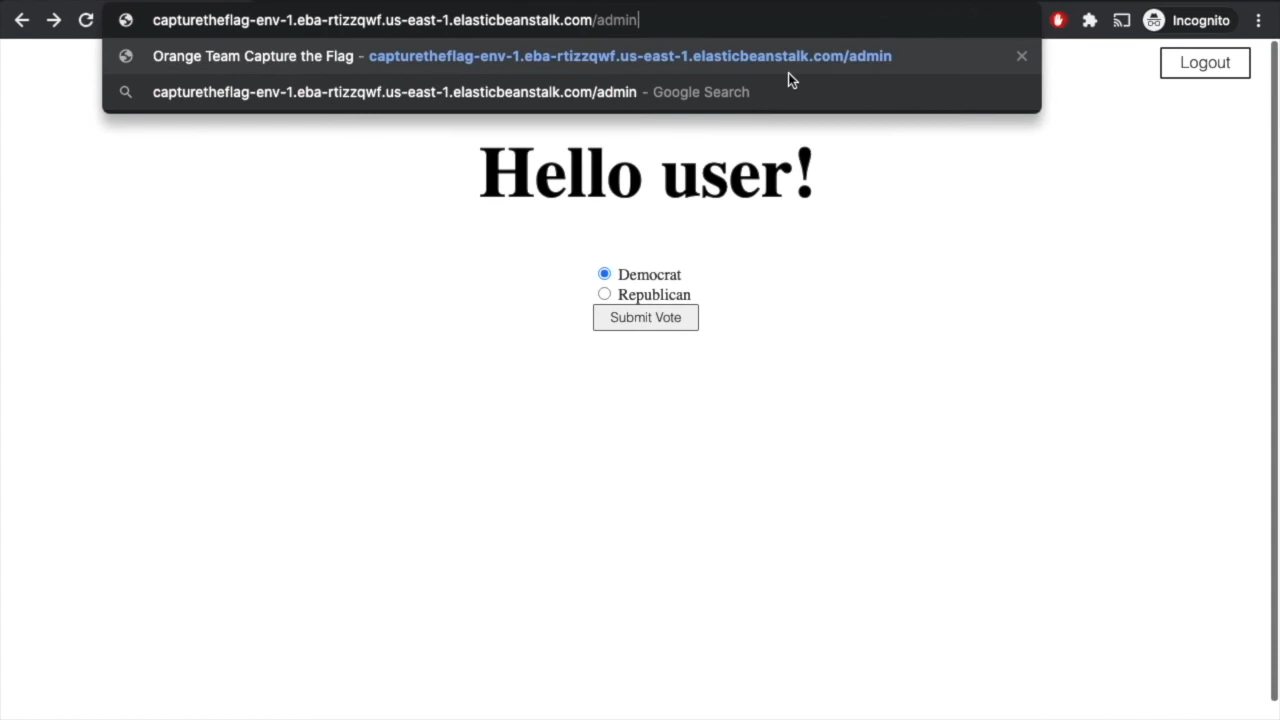 capturetheflag-env-1.eba-rtizzqwf.us-east-1.elasticbeanstalk.com/admin
Incognito
Orange Team Capture the Flag - capturetheflag-env-1.eba-rtizzqwf.us-east-1.elasticbeanstalk.com/admin
capturetheflag-env-1.eba-rtizzqwf.us-east-1.elasticbeanstalk.com/admin - Google Search
Logout
Hello user!
Democrat
Republican
Submit Vote